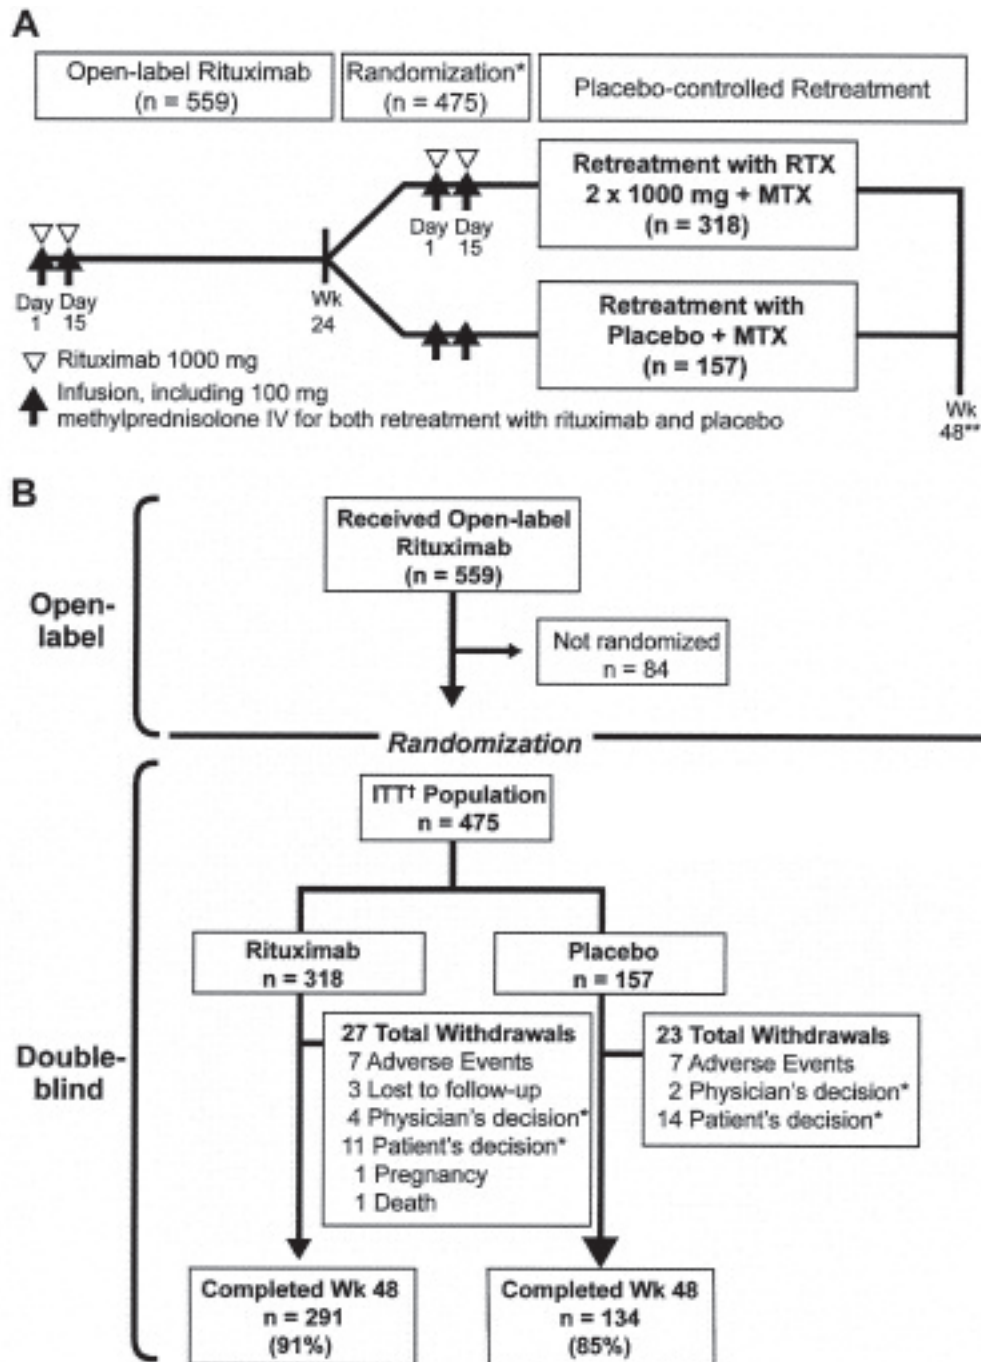 A
Open-label Rituximab
(n = 559)
Randomization*
(n = 475)
Placebo-controlled Retreatment
Retreatment with RTX
2 x 1000 mg + MTX
(n = 318)
Day
1
Day
15
Day
1
Day
15
Wk
24
Retreatment with
Placebo + MTX
(n = 157)
Rituximab 1000 mg
Infusion, including 100 mg
methylprednisolone IV for both retreatment with rituximab and placebo
Wk
48**
B
Open-
label
Received Open-label
Rituximab
(n = 559)
Not randomized
n = 84
Randomization
Double-
blind
ITT† Population
n = 475
Rituximab
n = 318
Placebo
n = 157
27 Total Withdrawals
7 Adverse Events
3 Lost to follow-up
4 Physician's decision*
11 Patient's decision*
1 Pregnancy
1 Death
23 Total Withdrawals
7 Adverse Events
2 Physician's decision*
14 Patient's decision*
Completed Wk 48
n = 291
(91%)
Completed Wk 48
n = 134
(85%)